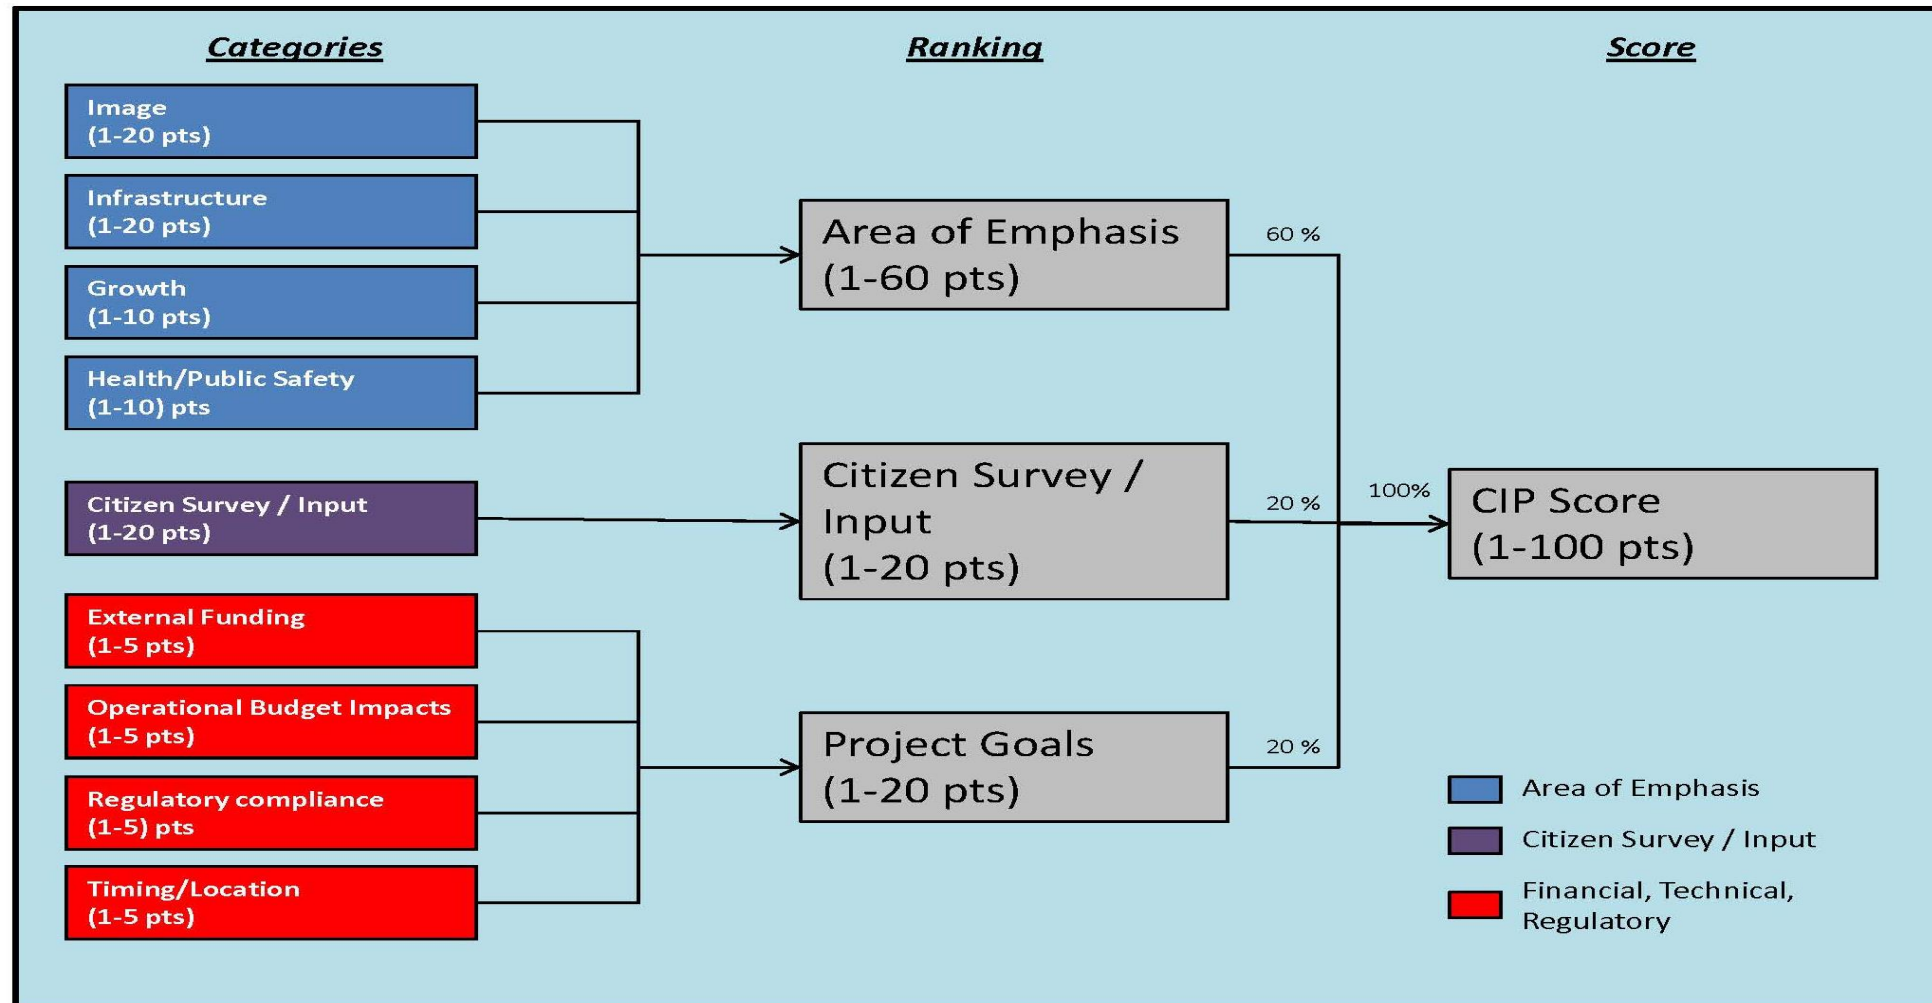 Categories
Ranking
Score
Image
(1-20 pts)
Infrastructure
(1-20 pts)
Growth
(1-10 pts)
Health/Public Safety
(1-10) pts
Citizen Survey / Input
(1-20 pts)
External Funding
(1-5 pts)
Operational Budget Impacts
(1-5 pts)
Regulatory compliance
(1-5) pts
Timing/Location
(1-5 pts)
Area of Emphasis
(1-60 pts)
Citizen Survey /
Input
(1-20 pts)
Project Goals
(1-20 pts)
60 %
20 %
20 %
100%
CIP Score
(1-100 pts)
Area of Emphasis
Citizen Survey / Input
Financial, Technical,
Regulatory